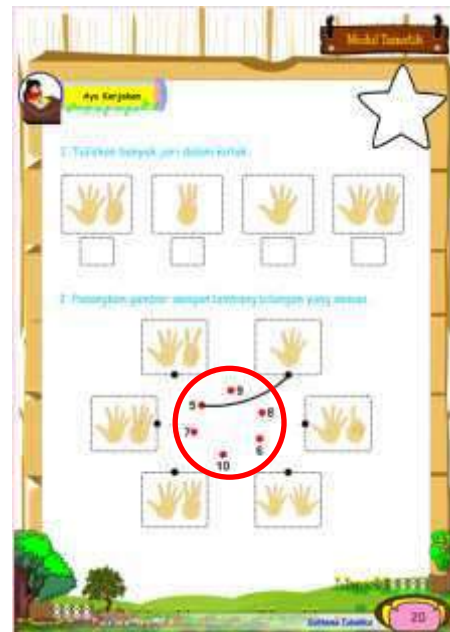 Modul Tematik
Ayo Kerjakan
1. Tuliskan banyak jari dalam kotak!
2. Pasangkan gambar dengan lambang bilangan yang sesuai
9
5
8
7
6
10
20